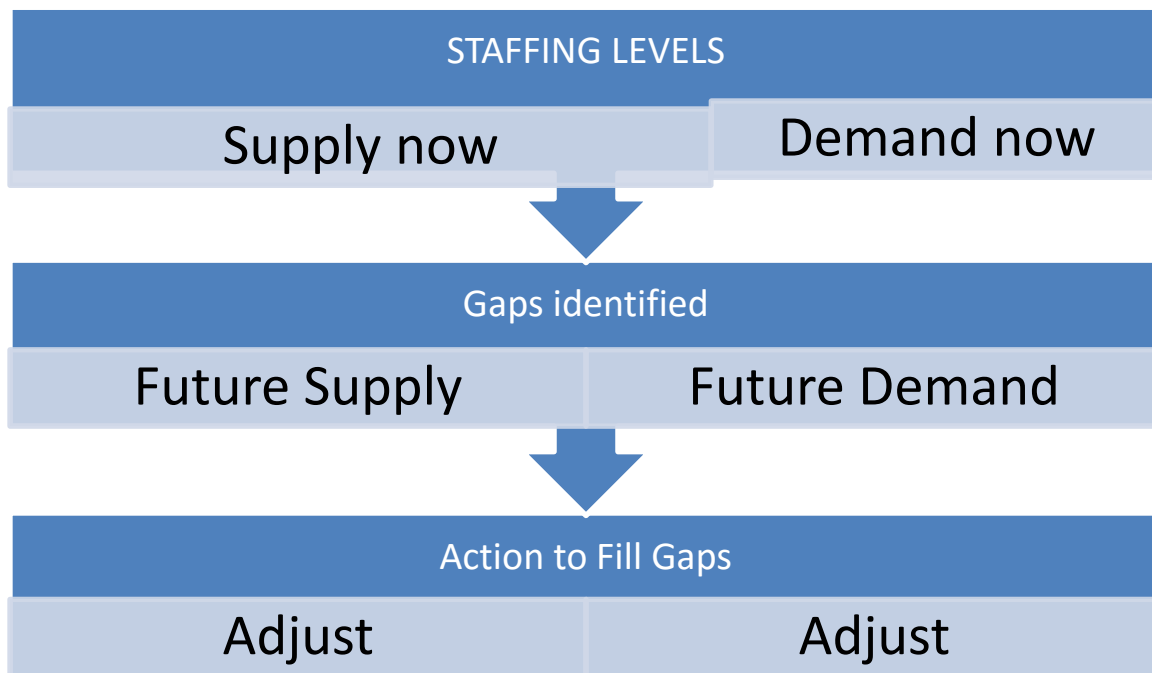 STAFFING LEVELS
Supply now
Demand now
Gaps identified
Future Supply
Future Demand
Action to Fill Gaps
Adjust
Adjust